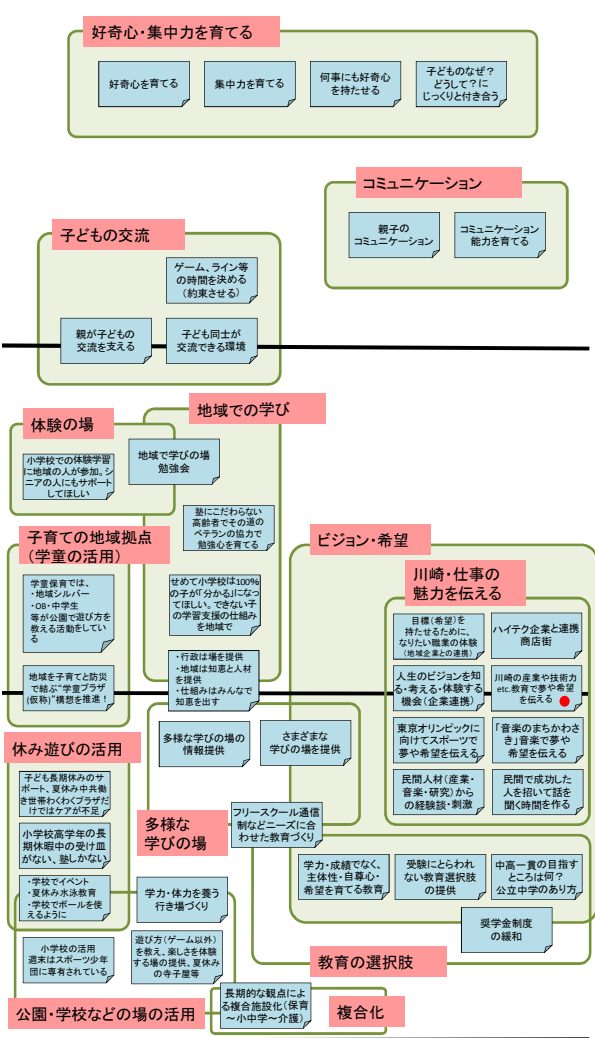 好奇心・集中力を育てる
好奇心を育てる
集中力を育てる
何事にも好奇心
を持たせる
子どものなぜ？
どうして？に
じっくりと付き合う
コミュニケーション
親子の
コミュニケーション
コミュニケーション
能力を育てる
子どもの交流
ゲーム、ライン等
の時間を決める
（約束させる）
親が子どもの
交流を支える
子ども同士が
交流できる環境
地域での学び
体験の場
小学校での体験学習
に地域の人が参加。シ
ニアの人にもサポート
してほしい
地域で学びの場
勉強会
塾にこだわらない
高齢者でその道の
ベテランの協力で
勉強心を育てる
子育ての地域拠点
（学童の活用）
学童保育では、
・地域シルバー
・OB・中学生
等が公園で遊び方を
教える活動をしてい
る
せめて小学校は100％
の子が「分かる」になっ
てほしい。できない子
の学習支援の仕組み
を地域で
地域を子育てと防災
で結ぶ“学童プラザ
(仮称)”構想を推進！
・行政は場を提供
・地域は知恵と人材
を提供
・仕組みはみんなで
知恵を出す
ビジョン・希望
川崎・仕事の
魅力を伝える
目標（希望）を
持たせるために、
なりたい職業の体験
（地域企業との連携）
ハイテク企業と連携
商店街
人生のビジョンを知
る・考える・体験する
機会（企業連携）
川崎の産業や技術力
etc.教育で夢や希望
を伝える
東京オリンピックに
向けてスポーツで
夢や希望を伝える
「音楽のまちかわさ
き」音楽で夢や
希望を伝える
民間人材（産業・
音楽・研究）から
の経験談・刺激
民間で成功した
人を招いて話を
聞く時間を作る
多様な学びの場の
情報提供
さまざまな
学びの場を提供
休み遊びの活用
子ども長期休みのサ
ポート、夏休み中共働
き世帯わくわくプラザだ
けではケアが不足
小学校高学年の長
期休暇中の受け皿
がない、塾しかない
・学校でイベント
・夏休み水泳教育
・学校でボールを使
えるように
多様な
学びの場
フリースクール通信
制などニーズに合
わせた教育づくり
学力・成績でなく、
主体性・自尊心・
希望を育てる教育
受験にとらわれ
ない教育選択肢
の提供
中高一貫の目指す
ところは何？
公立中学のあり方
奨学金制度
の緩和
教育の選択肢
学力・体力を養う
行き場づくり
小学校の活用
週末はスポーツ少年
団に専有されている
遊び方（ゲーム以外）
を教え、楽しさを体験
する場の提供、夏休み
の寺子屋等
公園・学校などの場の活用
長期的な観点によ
る複合施設化（保育
～小中学～介護）
複合化